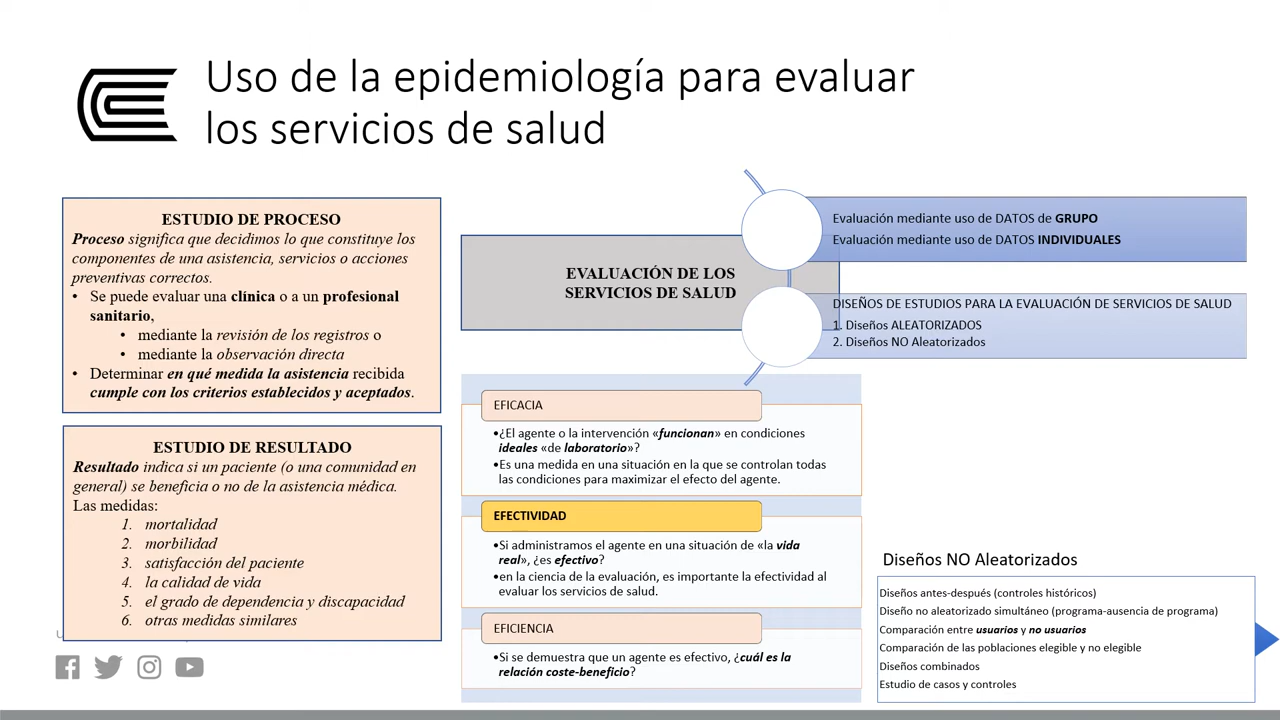 Uso de la epidemiología para evaluar
los servicios de salud
ESTUDIO DE PROCESO
Proceso significa que decidimos lo que constituye los
componentes de una asistencia, servicios o acciones
preventivas correctos.
• Se puede evaluar una clínica o a un profesional
sanitario,
• mediante la revisión de los registros o
• mediante la observación directa
• Determinar en qué medida la asistencia recibida
cumple con los criterios establecidos y aceptados.
ESTUDIO DE RESULTADO
Resultado indica si un paciente (o una comunidad en
general) se beneficia o no de la asistencia médica.
Las medidas:
1. mortalidad
2. morbilidad
3. satisfacción del paciente
4. la calidad de vida
5. el grado de dependencia y discapacidad
6. otras medidas similares
EVALUACIÓN DE LOS
SERVICIOS DE SALUD
Evaluación mediante uso de DATOS de GRUPO
Evaluación mediante uso de DATOS INDIVIDUALES
DISEÑOS DE ESTUDIOS PARA LA EVALUACIÓN DE SERVICIOS DE SALUD
1. Diseños ALEATORIZADOS
2. Diseños NO Aleatorizados
EFICACIA
•¿El agente o la intervención «funcionan» en condiciones
ideales «de laboratorio»?
•Es una medida en una situación en la que se controlan todas
las condiciones para maximizar el efecto del agente.
EFECTIVIDAD
•Si administramos el agente en una situación de «la vida
real», ¿es efectivo?
•en la ciencia de la evaluación, es importante la efectividad al
evaluar los servicios de salud.
EFICIENCIA
•Si se demuestra que un agente es efectivo, ¿cuál es la
relación coste-beneficio?
Diseños NO Aleatorizados
Diseños antes-después (controles históricos)
Diseño no aleatorizado simultáneo (programa-ausencia de programa)
Comparación entre usuarios y no usuarios
Comparación de las poblaciones elegible y no elegible
Diseños combinados
Estudio de casos y controles